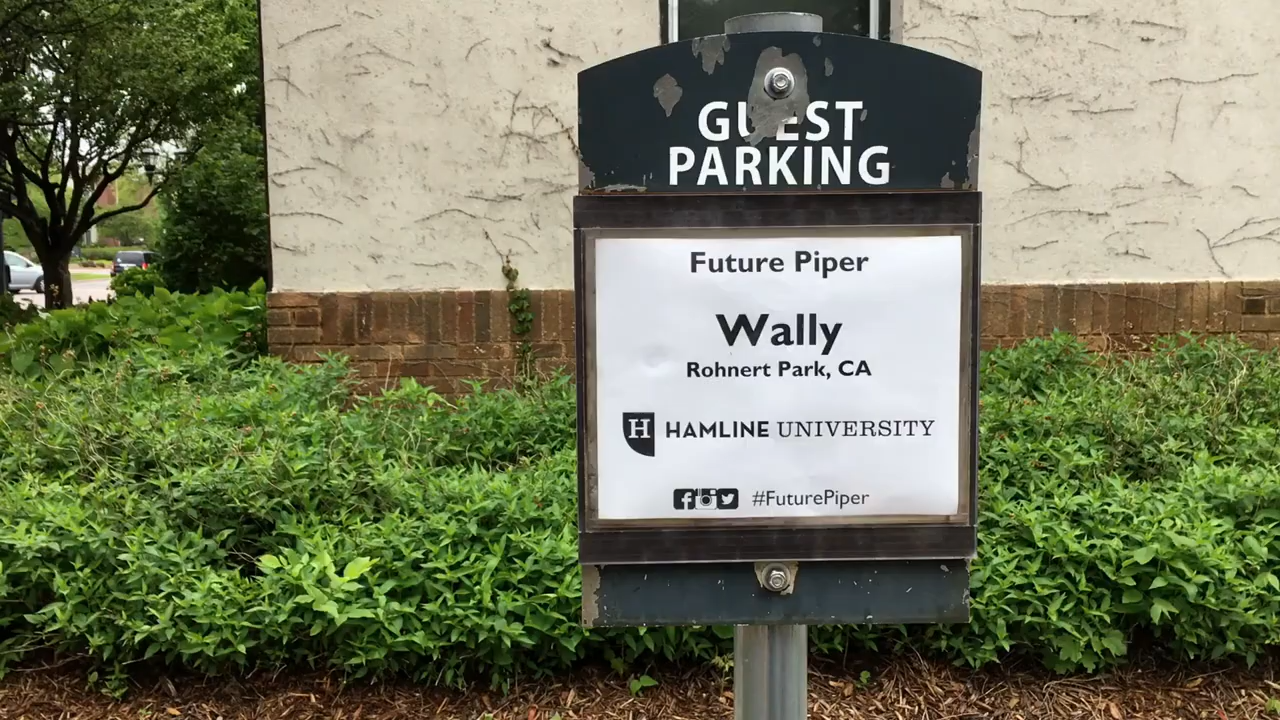 GUEST
PARKING
Future Piper
Wally
Rohnert Park, CA
H HAMLINE UNIVERSITY
#FuturePiper